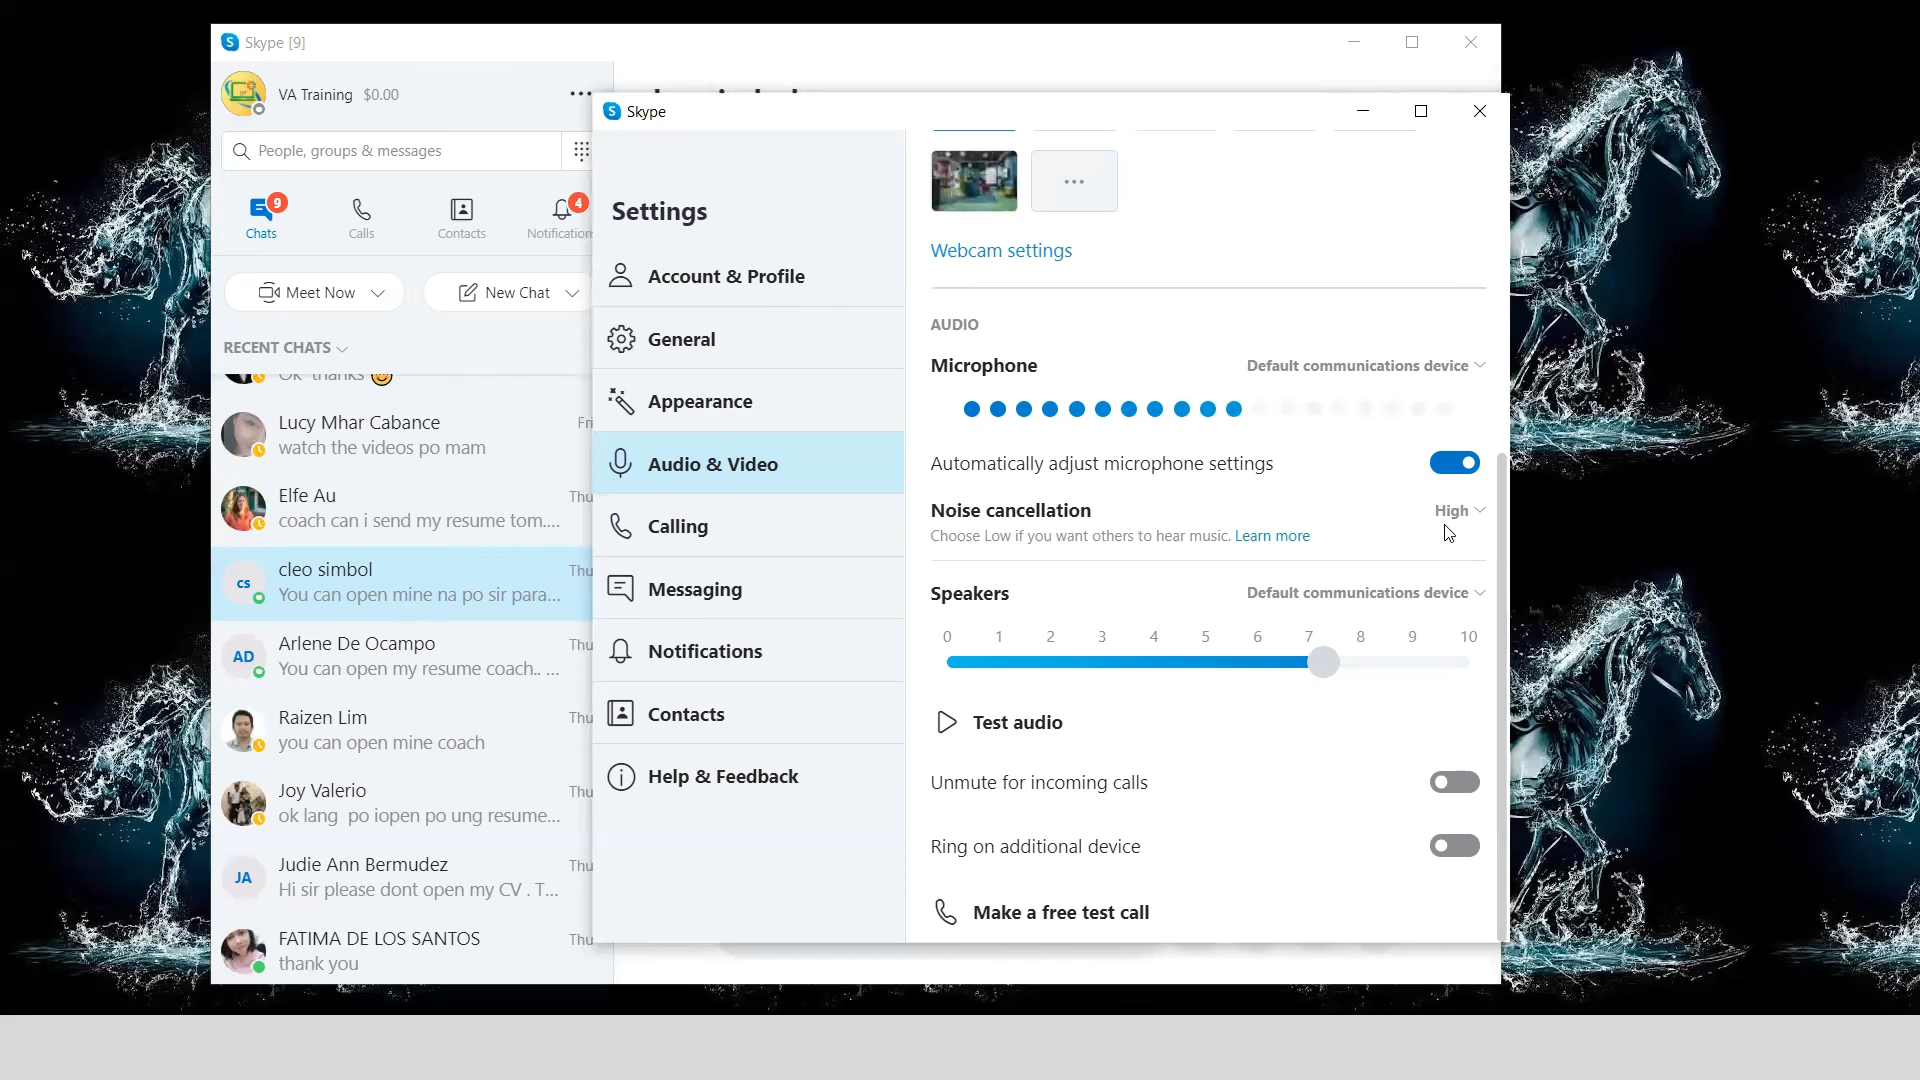 Skype [9]
VA Training $0.00
People, groups & messages
9
4
Chats
Calls
Contacts
Meet Now
New Chat
RECENT CHATS
Ok thanks
Lucy Mhar Cabance
Fri
watch the videos po mam
Elfe Au
Thu
coach can i send my resume tom....
cleo simbol
Thu
cs
You can open mine na po sir para...
Arlene De Ocampo
Thu
AD
You can open my resume coach.. ...
Raizen Lim
Thu
you can open mine coach
Joy Valerio
Thu
ok lang po iopen po ung resume...
Judie Ann Bermudez
Thu
JA
Hi sir please dont open my CV . T...
FATIMA DE LOS SANTOS
Thu
thank you
Skype
Settings
Account & Profile
General
Appearance
Audio & Video
Calling
Messaging
Notifications
Contacts
Help & Feedback
Webcam settings
AUDIO
Microphone
Default communications device
Automatically adjust microphone settings
Noise cancellation
High
Choose Low if you want others to hear music. Learn more
Speakers
Default communications device
0 1 2 3 4 5 6 7 8 9 10
Test audio
Unmute for incoming calls
Ring on additional device
Make a free test call